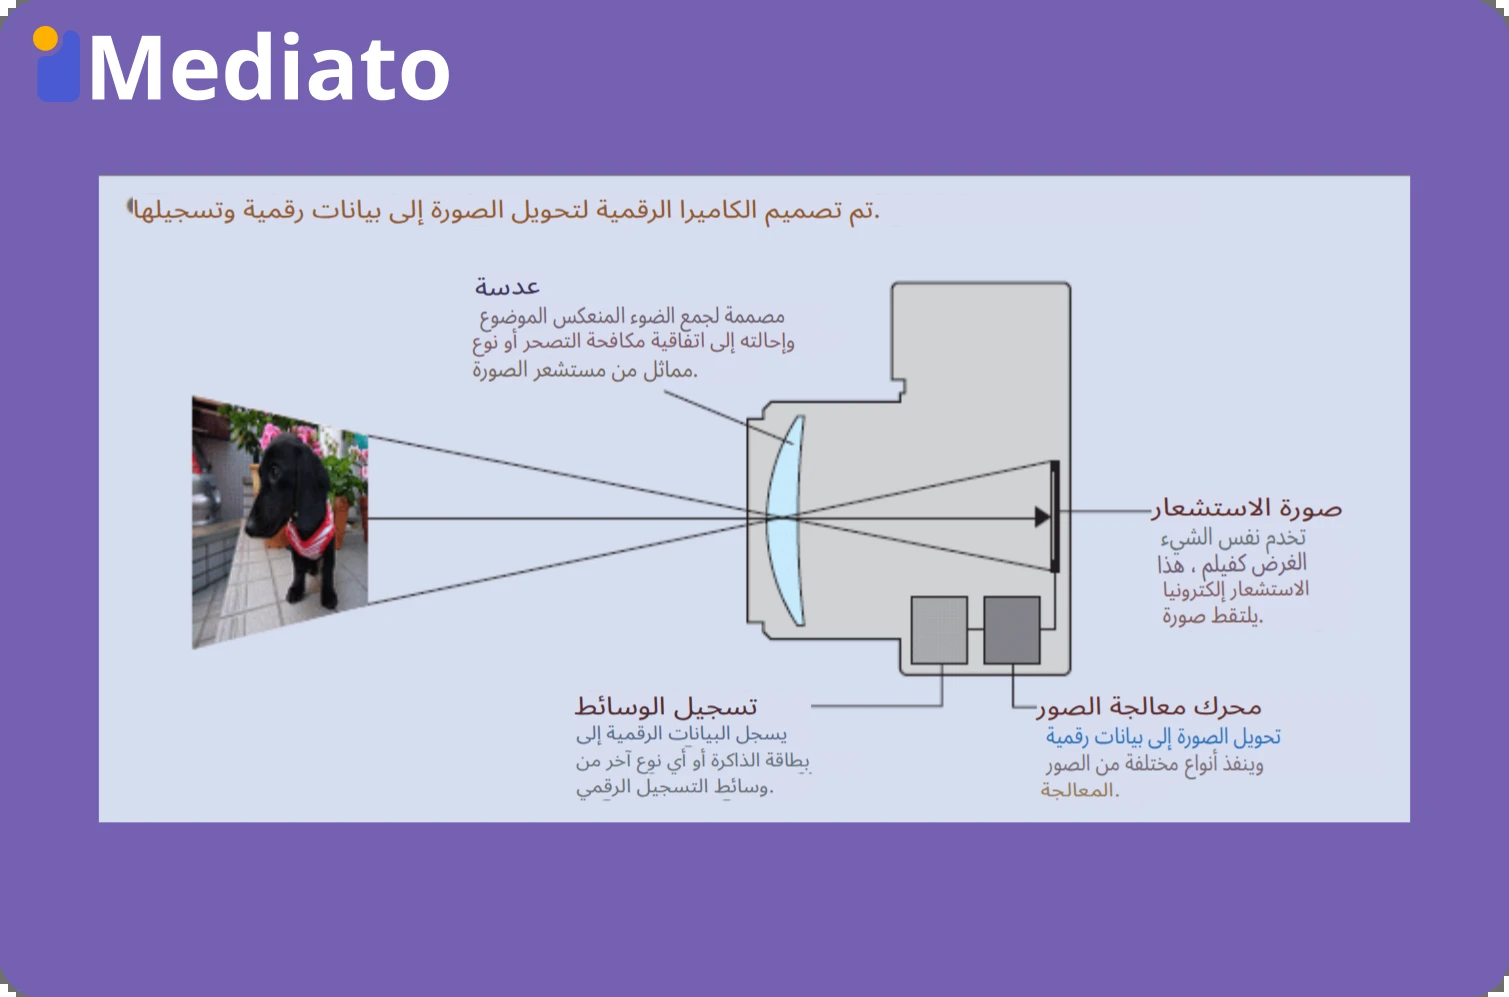 Mediato
تم تصميم الكاميرا الرقمية لتحويل الصورة إلى بيانات رقمية وتسجيلها.
عدسة
مصممة لجمع الضوء المنعكس الموضوع
وإحالته إلى اتفاقية مكافحة التصحر أو نوع
مماثل من مستشعر الصورة.
صورة الاستشعار
تخدم نفس الشيء
الغرض كفيلم ، هذا
الاستشعار إلكترونيا
يلتقط صورة.
محرك معالجة الصور
تحويل الصورة إلى بيانات رقمية
وينفذ أنواع مختلفة من الصور
المعالجة.
تسجيل الوسائط
يسجل البيانات الرقمية إلى
بطاقة الذاكرة أو أي نوع آخر من
وسائط التسجيل الرقمي.